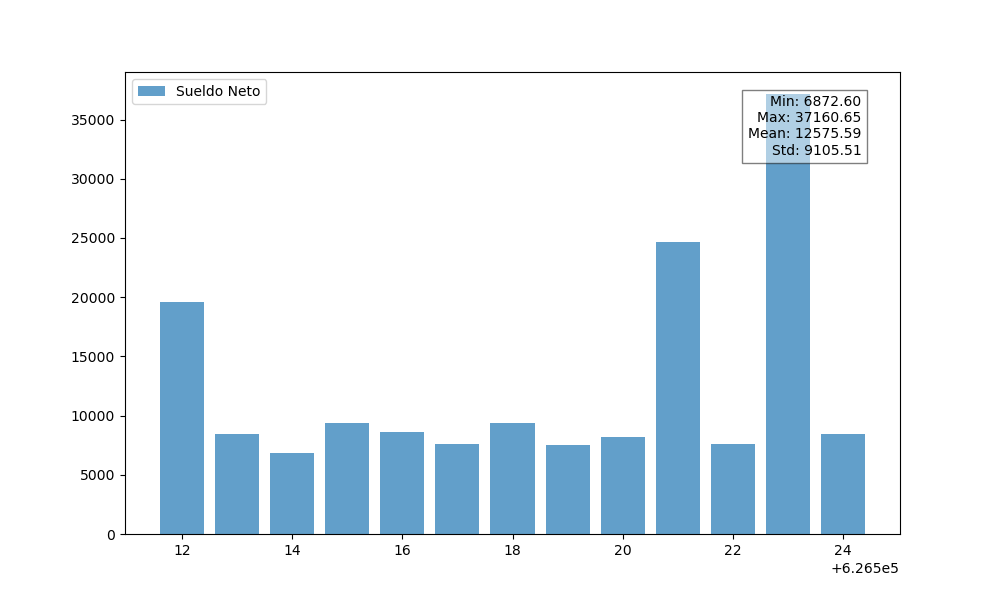 Sueldo Neto
Min: 6872.60
Max: 37160.65
Mean: 12575.59
Std: 9105.51
35000
30000
25000
20000
15000
10000
5000
0
12 14 16 18 20 22 24
+6.265e5